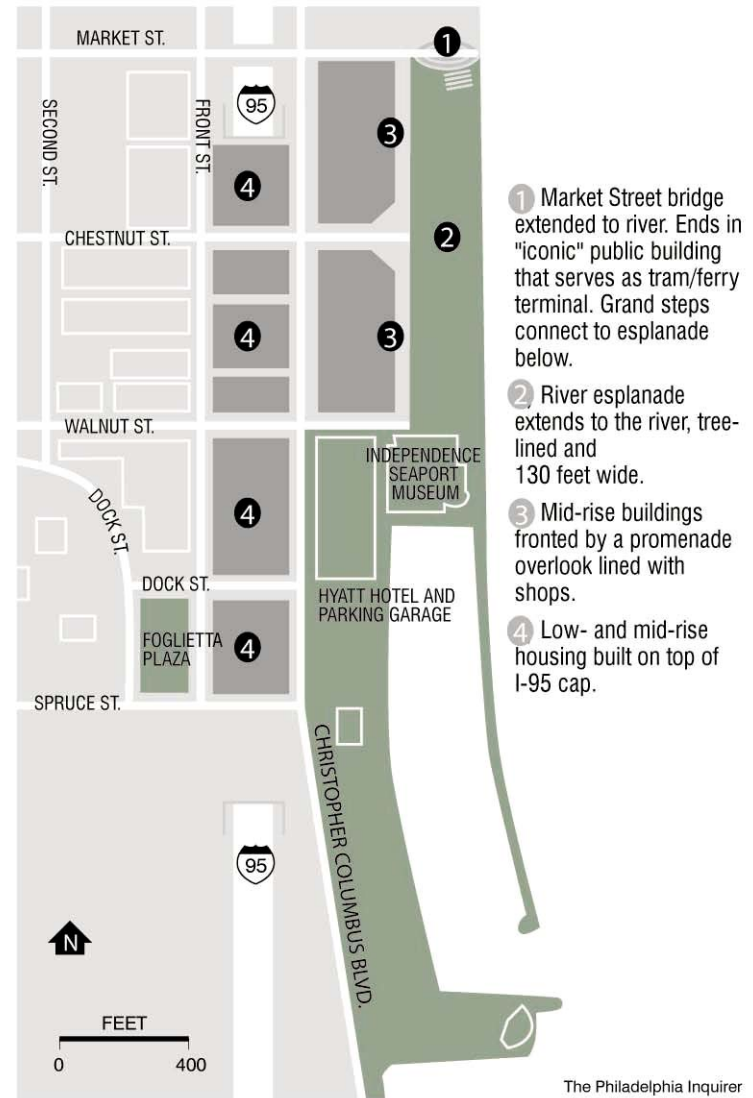 MARKET ST.
1
95
SECOND ST.
FRONT ST.
3
4
CHESTNUT ST.
2
4
3
WALNUT ST.
INDEPENDENCE
SEAPORT
MUSEUM
DOCK ST.
4
DOCK ST.
HYATT HOTEL AND
PARKING GARAGE
FOGLIETTA
PLAZA
4
SPRUCE ST.
CHRISTOPHER COLUMBUS BLVD.
95
N
FEET
0 400
1 Market Street bridge
extended to river. Ends in
"iconic" public building
that serves as tram/ferry
terminal. Grand steps
connect to esplanade
below.
2 River esplanade
extends to the river, tree-
lined and
130 feet wide.
3 Mid-rise buildings
fronted by a promenade
overlook lined with
shops.
4 Low- and mid-rise
housing built on top of
I-95 cap.
The Philadelphia Inquirer